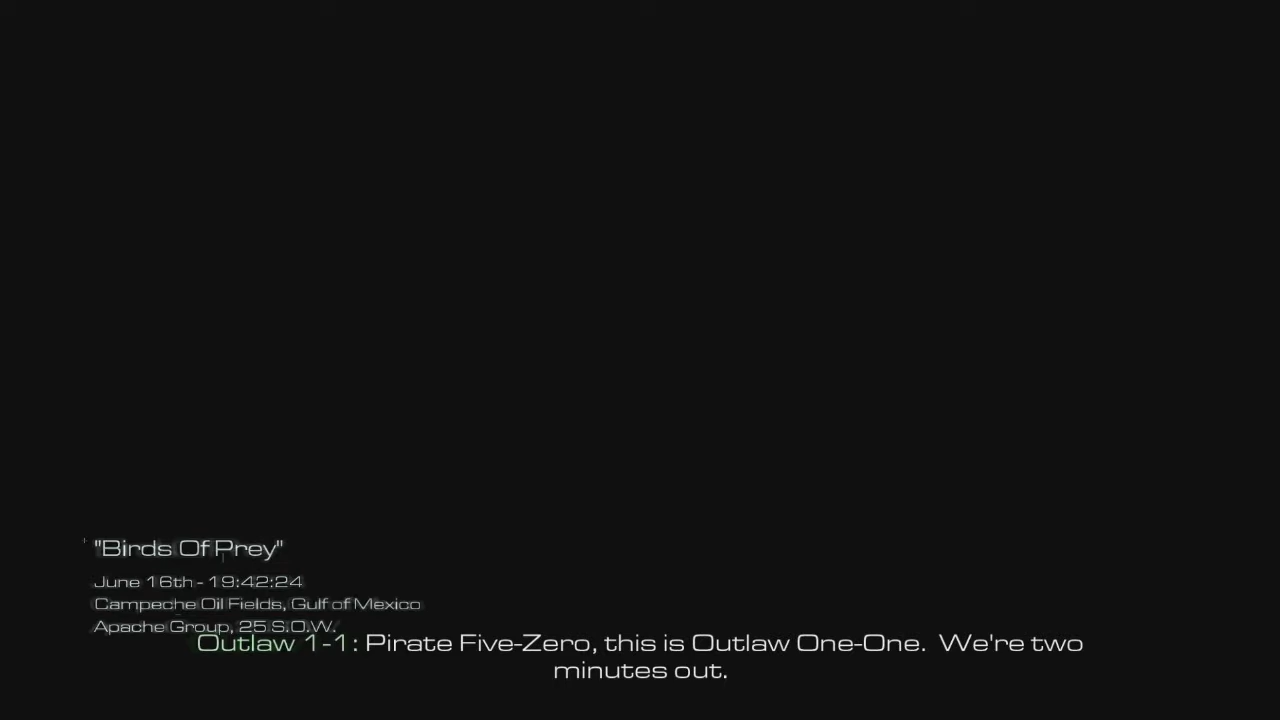 "Birds Of Prey"
June 16th - 19:42:24
Campeche Oil Fields, Gulf of Mexico
Apache Group, 25 S.O.W.
Outlaw 1-1: Pirate Five-Zero, this is Outlaw One-One. We're two
minutes out.